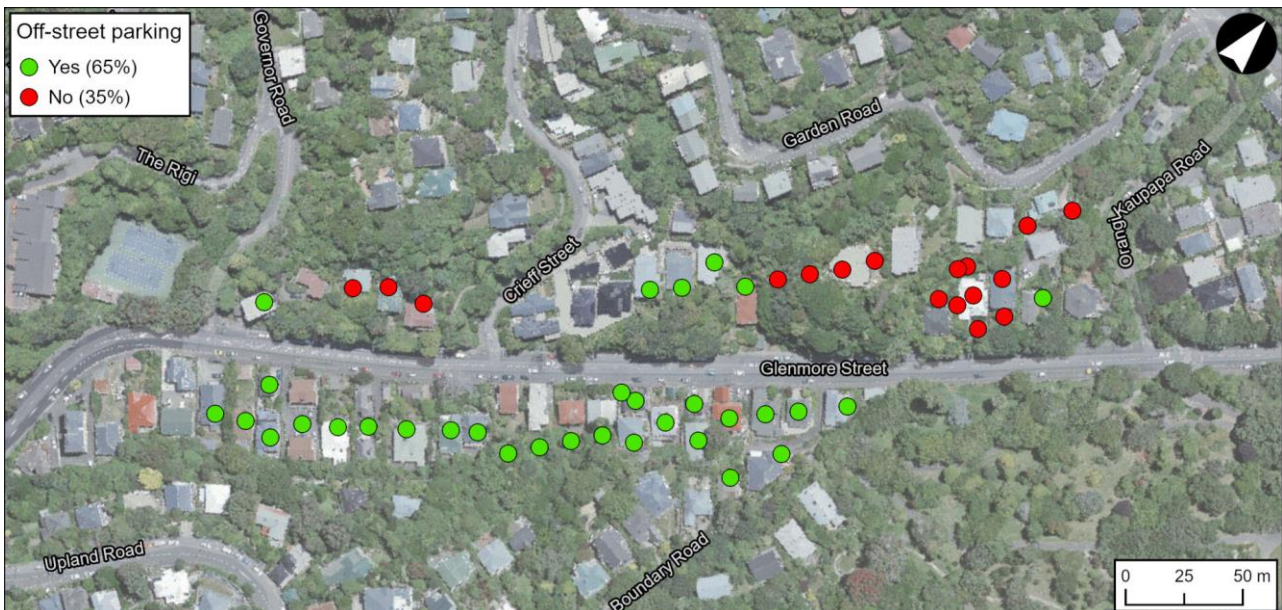 Off-street parking
Yes (65%)
No (35%)
Governor Road
The Rigi
Garden Road
Kaupapa Road
Orangi
Crieff Street
Glenmore Street
Upland Road
Boundary Road
0 25 50 m